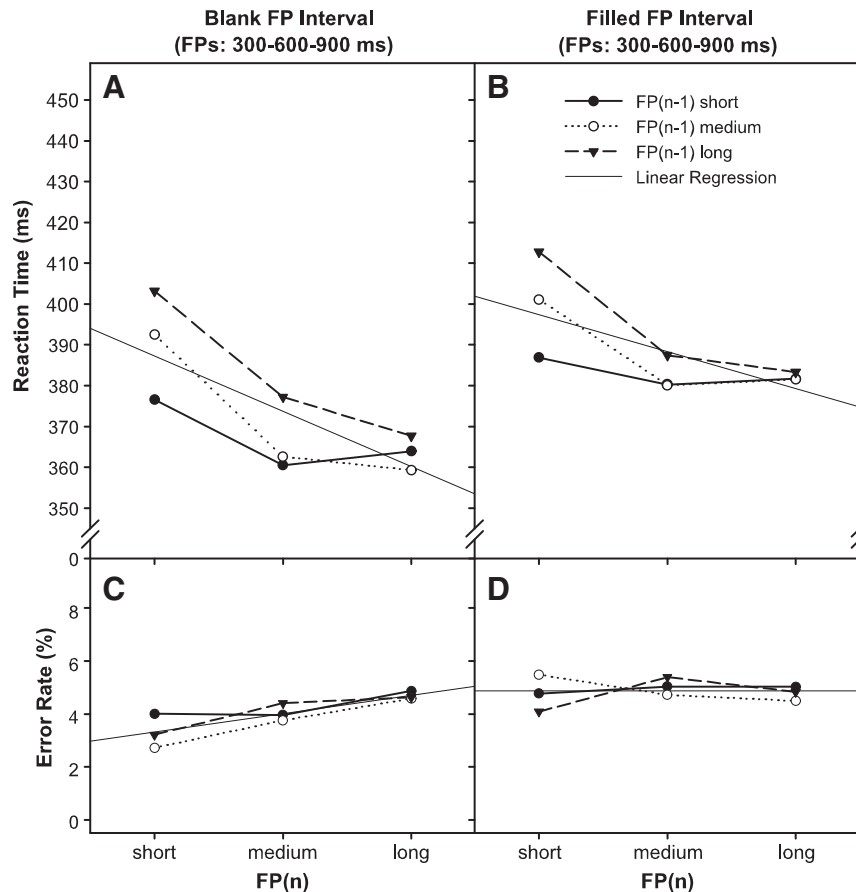 Blank FP Interval
(FPs: 300-600-900 ms)
Filled FP Interval
(FPs: 300-600-900 ms)
A
B
450
440
430
420
410
400
390
380
370
360
350
0
Reaction Time (ms)
FP(n-1) short
FP(n-1) medium
FP(n-1) long
Linear Regression
C
D
8
6
4
2
0
Error Rate (%)
short medium long
short medium long
FP(n)
FP(n)